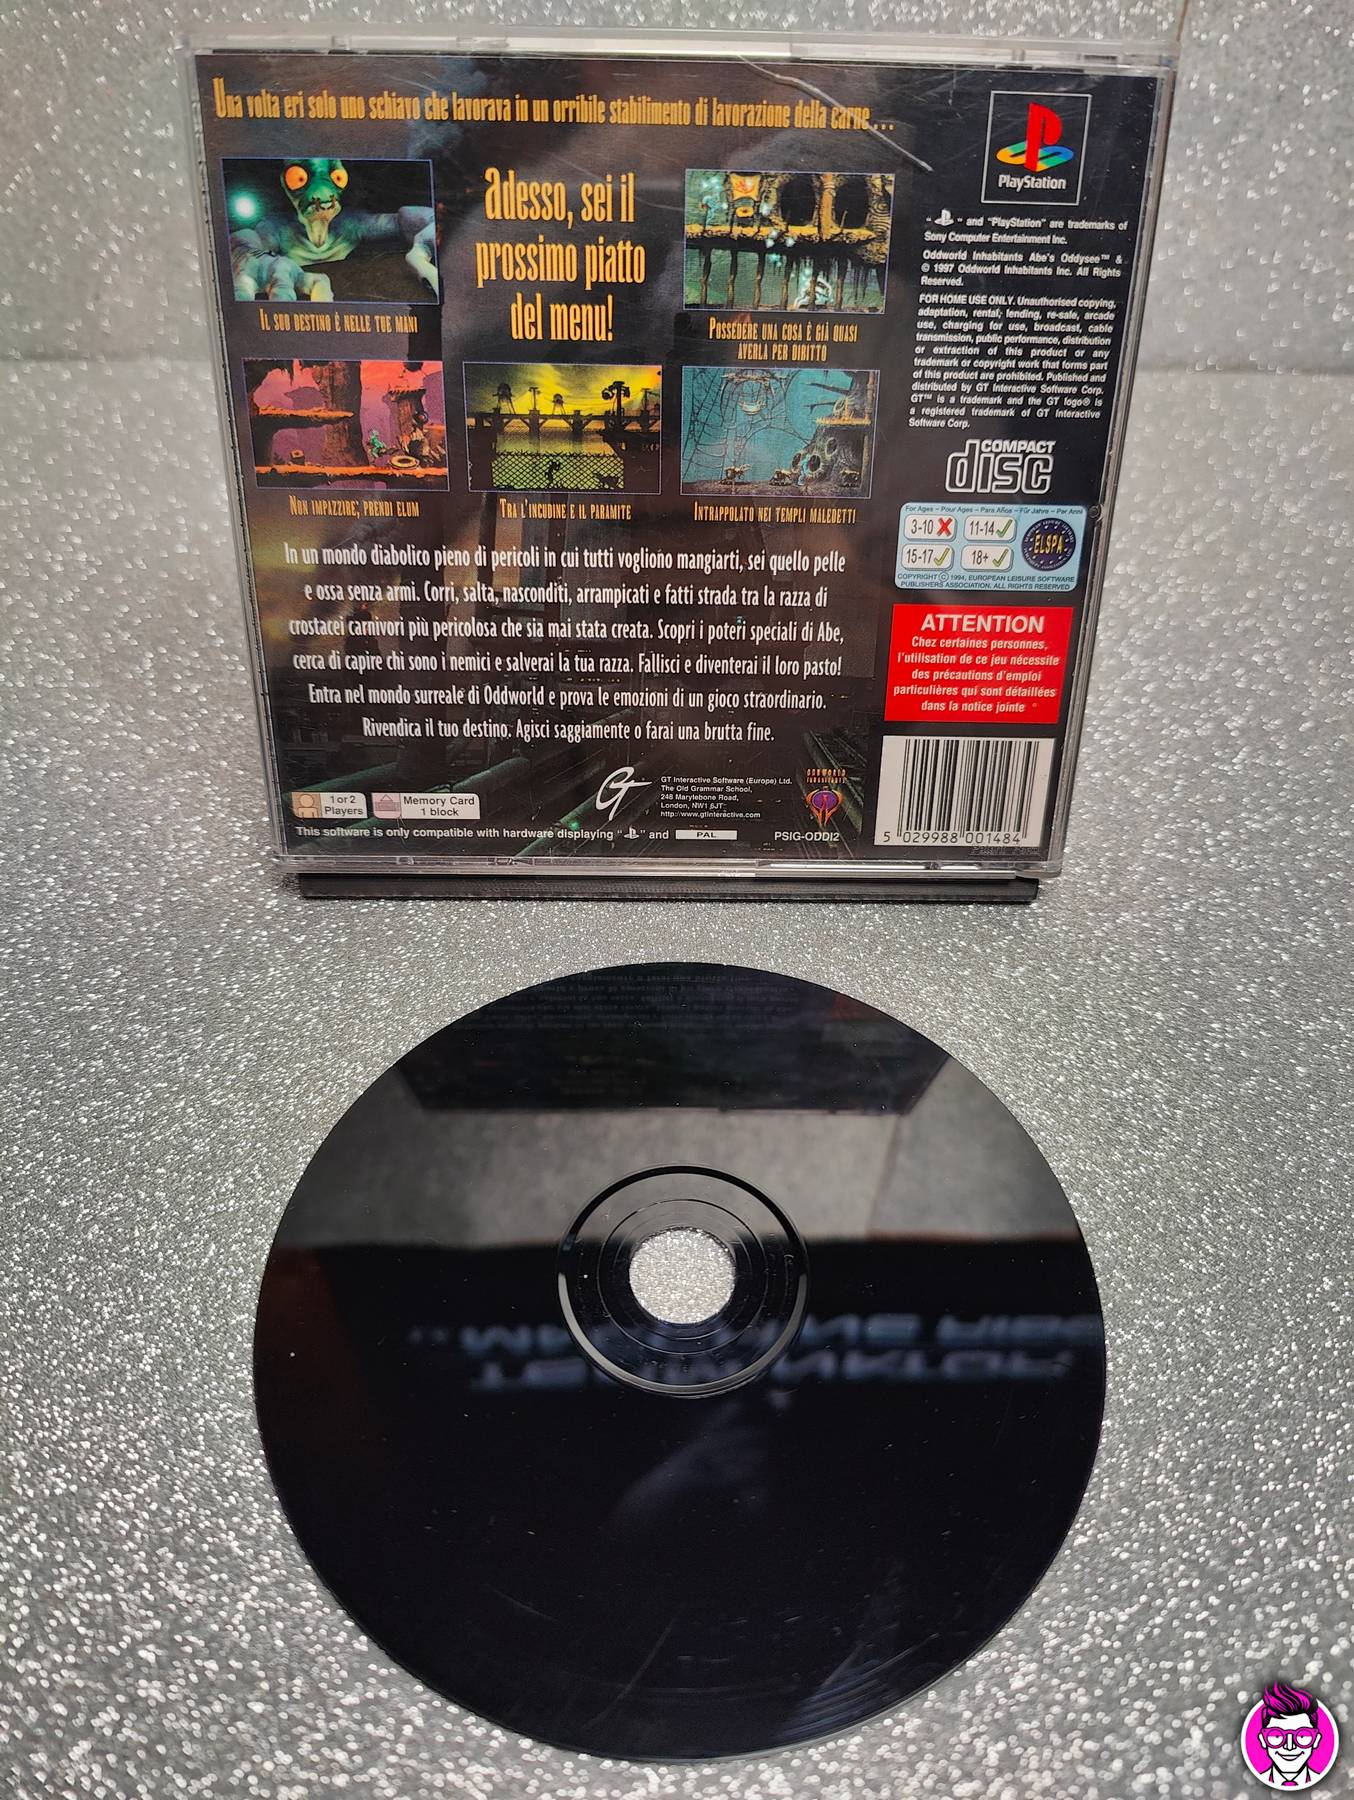 Una volta eri solo uno schiavo che lavorava in un orribile stabilimento di lavorazione della carne...
Adesso, sei il
prossimo piatto
del menu!
Il suo destino è nelle tue mani
Possedere una cosa è già quasi
averla per diritto
Non impazzire; prendi elum
Tra l'incudine e il paramite
Intrappolato nei templi maledetti
In un mondo diabolico pieno di pericoli in cui tutti vogliono mangiarti, sei quello pelle
e ossa senza armi. Corri, salta, nasconditi, arrampicati e fatti strada tra la razza di
crostacei carnivori più pericolosa che sia mai stata creata. Scopri i poteri speciali di Abe,
cerca di capire chi sono i nemici e salverai la tua razza. Fallisci e diventerai il loro pasto!
Entra nel mondo surreale di Oddworld e prova le emozioni di un gioco straordinario.
Rivendica il tuo destino. Agisci saggiamente o farai una brutta fine.
1 or 2
Players
Memory Card
1 block
GT
GT Interactive Software (Europe) Ltd.
The Old Grammar School,
248 Marylebone Road,
London, NW1 6JT
http://www.gtinteractive.com
ODDWORLD
INHABITANTS
This software is only compatible with hardware displaying " " and PAL
PSIG-ODDI2
PlayStation
" " and "PlayStation" are trademarks of
Sony Computer Entertainment Inc.
Oddworld Inhabitants Abe's Oddysee™ &
© 1997 Oddworld Inhabitants Inc. All Rights
Reserved.
FOR HOME USE ONLY. Unauthorised copying,
adaptation, rental, lending, re-sale, arcade
use, charging for use, broadcast, cable
transmission, public performance, distribution
or extraction of this product or any
trademark or copyright work that forms part
of this product are prohibited. Published and
distributed by GT Interactive Software Corp.
GT™ is a trademark and the GT logo® is
a registered trademark of GT Interactive
Software Corp.
COMPACT
disc
For Ages – Pour Ages – Para Años – Für Jahre – Per Anni
3-10 11-14
15-17 18+
ELSPA
COPYRIGHT © 1994, EUROPEAN LEISURE SOFTWARE
PUBLISHERS ASSOCIATION. ALL RIGHTS RESERVED
ATTENTION
Chez certaines personnes,
l'utilisation de ce jeu nécessite
des précautions d'emploi
particulières qui sont détaillées
dans la notice jointe
5 029988 001484